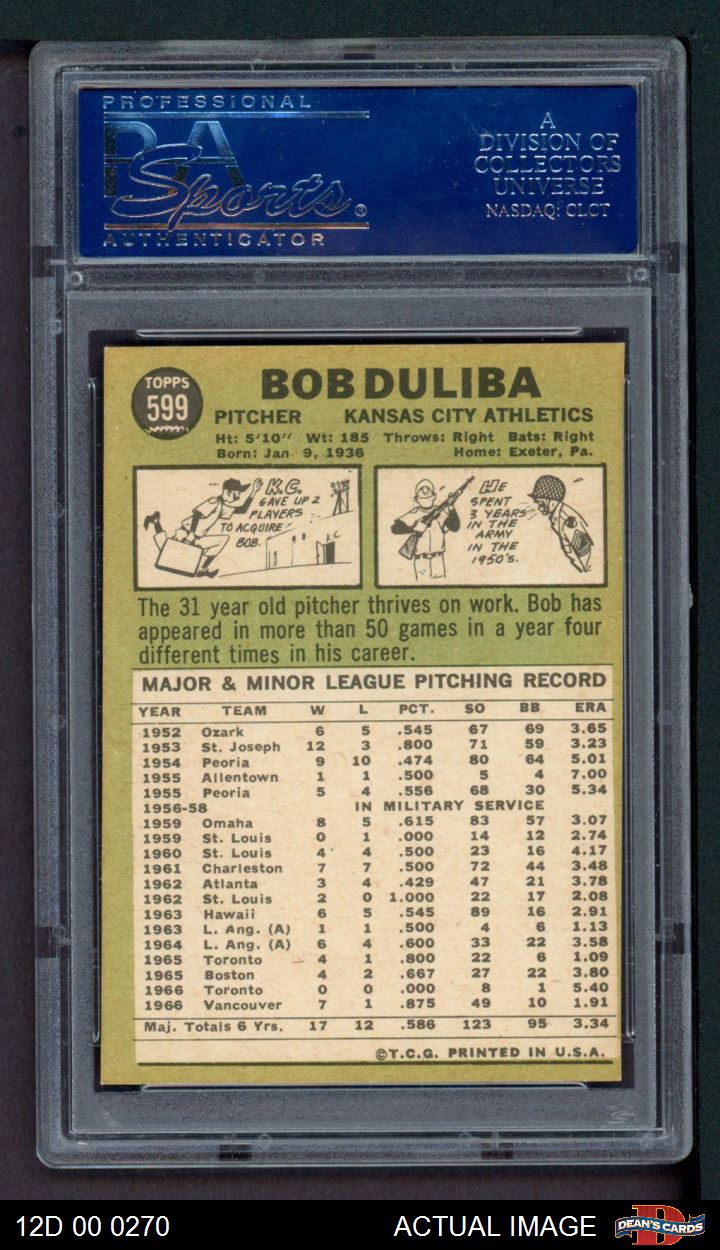 PROFESSIONAL
PSA
Sports®
AUTHENTICATOR
A
DIVISION OF
COLLECTORS
UNIVERSE
NASDAQ: CLCT
TOPPS
599
BOB DULIBA
PITCHER KANSAS CITY ATHLETICS
Ht: 5'10" Wt: 185 Throws: Right Bats: Right
Born: Jan 9, 1936 Home: Exeter, Pa.
K.C.
GAVE UP 2
PLAYERS
TO ACQUIRE
BOB.
HE
SPENT
3 YEARS
IN THE
ARMY
IN THE
1950's.
The 31 year old pitcher thrives on work. Bob has
appeared in more than 50 games in a year four
different times in his career.
MAJOR & MINOR LEAGUE PITCHING RECORD
YEAR TEAM W L PCT. SO BB ERA
1952 Ozark 6 5 .545 67 69 3.65
1953 St. Joseph 12 3 .800 71 59 3.23
1954 Peoria 9 10 .474 80 64 5.01
1955 Allentown 1 1 .500 5 4 7.00
1955 Peoria 5 4 .556 68 30 5.34
1956-58 IN MILITARY SERVICE
1959 Omaha 8 5 .615 83 57 3.07
1959 St. Louis 0 1 .000 14 12 2.74
1960 St. Louis 4 4 .500 23 16 4.17
1961 Charleston 7 7 .500 72 44 3.48
1962 Atlanta 3 4 .429 47 21 3.78
1962 St. Louis 2 0 1.000 22 17 2.08
1963 Hawaii 6 5 .545 89 16 2.91
1963 L. Ang. (A) 1 1 .500 4 6 1.13
1964 L. Ang. (A) 6 4 .600 33 22 3.58
1965 Toronto 4 1 .800 22 6 1.09
1965 Boston 4 2 .667 27 22 3.80
1966 Toronto 0 0 .000 8 1 5.40
1966 Vancouver 7 1 .875 49 10 1.91
Maj. Totals 6 Yrs. 17 12 .586 123 95 3.34
©T.C.G. PRINTED IN U.S.A.
12D 00 0270 ACTUAL IMAGE
DEAN'S CARDS